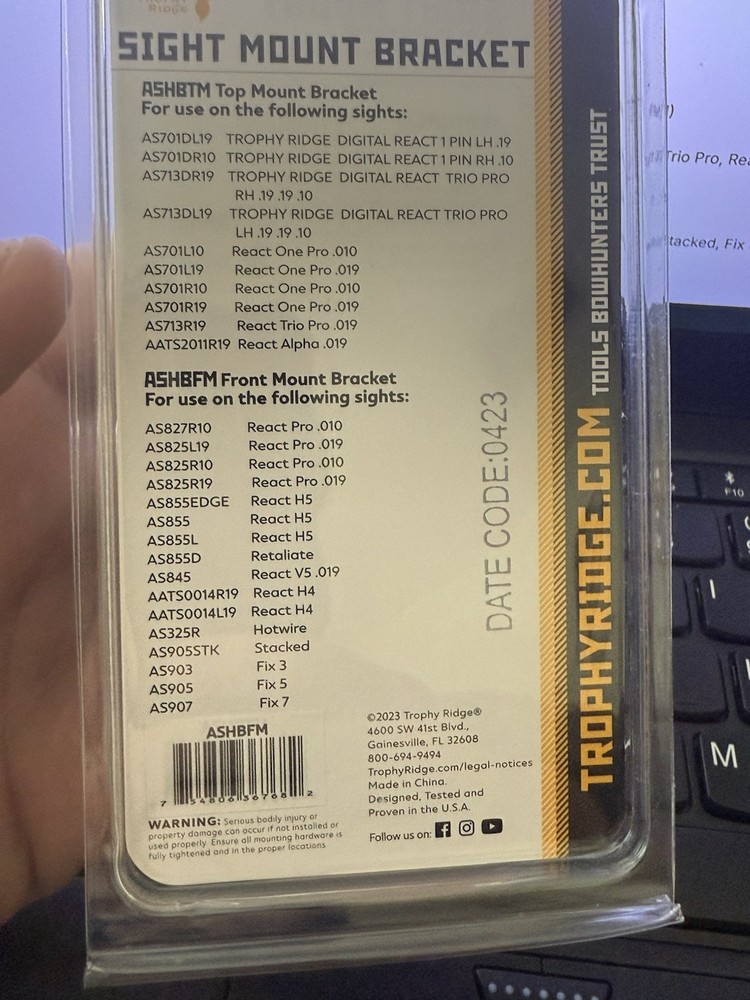 TROPHY
RIDGE
SIGHT MOUNT BRACKET
ASHBTM Top Mount Bracket
For use on the following sights:
AS701DL19 TROPHY RIDGE DIGITAL REACT 1 PIN LH .19
AS701DR10 TROPHY RIDGE DIGITAL REACT 1 PIN RH .10
AS713DR19 TROPHY RIDGE DIGITAL REACT TRIO PRO
RH .19 .19 .10
AS713DL19 TROPHY RIDGE DIGITAL REACT TRIO PRO
LH .19 .19 .10
AS701L10 React One Pro .010
AS701L19 React One Pro .019
AS701R10 React One Pro .010
AS701R19 React One Pro .019
AS713R19 React Trio Pro .019
AATS2011R19 React Alpha .019
ASHBFM Front Mount Bracket
For use on the following sights:
AS827R10 React Pro .010
AS825L19 React Pro .019
AS825R10 React Pro .010
AS825R19 React Pro .019
AS855EDGE React H5
AS855 React H5
AS855L React H5
AS855D Retaliate
AS845 React V5 .019
AATS0014R19 React H4
AATS0014L19 React H4
AS325R Hotwire
AS905STK Stacked
AS903 Fix 3
AS905 Fix 5
AS907 Fix 7
DATE CODE:0423
ASHBFM
7 54806 36768 2
WARNING: Serious bodily injury or
property damage can occur if not installed or
used properly. Ensure all mounting hardware is
fully tightened and in the proper locations
©2023 Trophy Ridge®
4600 SW 41st Blvd.,
Gainesville, FL 32608
800-694-9494
TrophyRidge.com/legal-notices
Made in China.
Designed, Tested and
Proven in the U.S.A.
Follow us on:
TROPHYRIDGE.COM TOOLS BOWHUNTERS TRUST
Trio Pro, Rea
tacked, Fix
F10
I
M